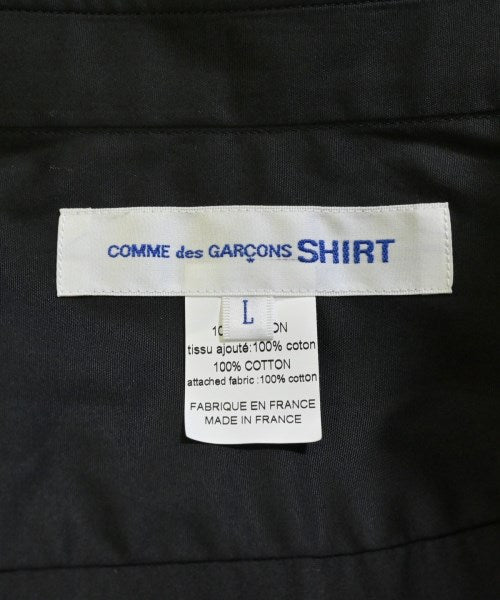 COMME des GARÇONS SHIRT
L
tissu ajouté:100% coton
100% COTTON
attached fabric :100% cotton
FABRIQUE EN FRANCE
MADE IN FRANCE